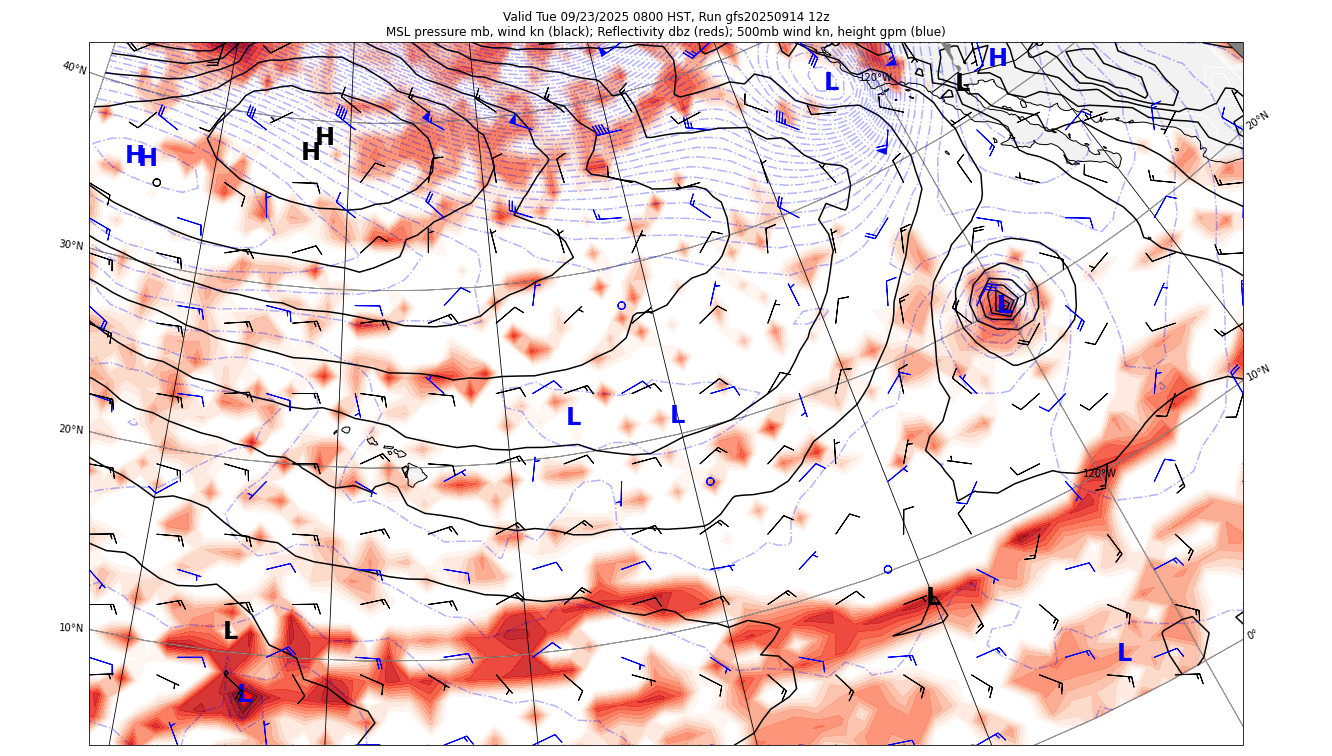 Valid Tue 09/23/2025 0800 HST, Run gfs20250914 12z
MSL pressure mb, wind kn (black); Reflectivity dbz (reds); 500mb wind kn, height gpm (blue)
H
40°N
L
120°W
L
20°N
H
H
H
H
30°N
L
10°N
L
L
20°N
120°W
L
10°N
L
0°
L
L